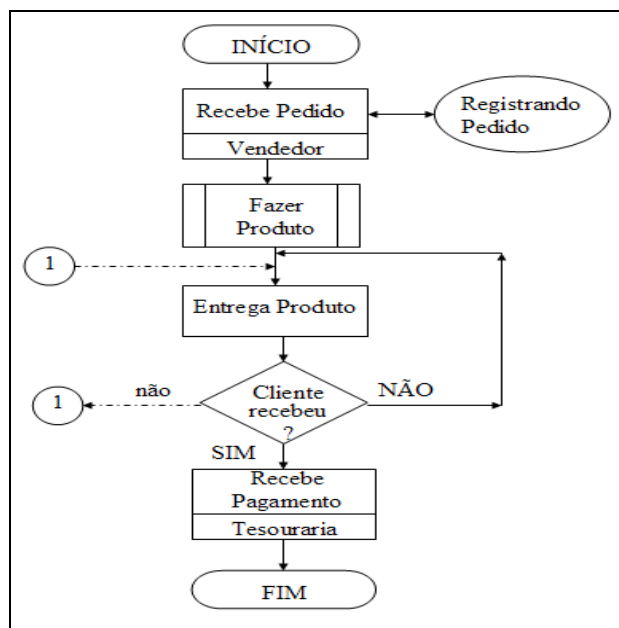 INÍCIO
Recebe Pedido
Vendedor
Registrando
Pedido
Fazer
Produto
1
Entrega Produto
Cliente
recebeu
?
não
1
NÃO
SIM
Recebe
Pagamento
Tesouraria
FIM